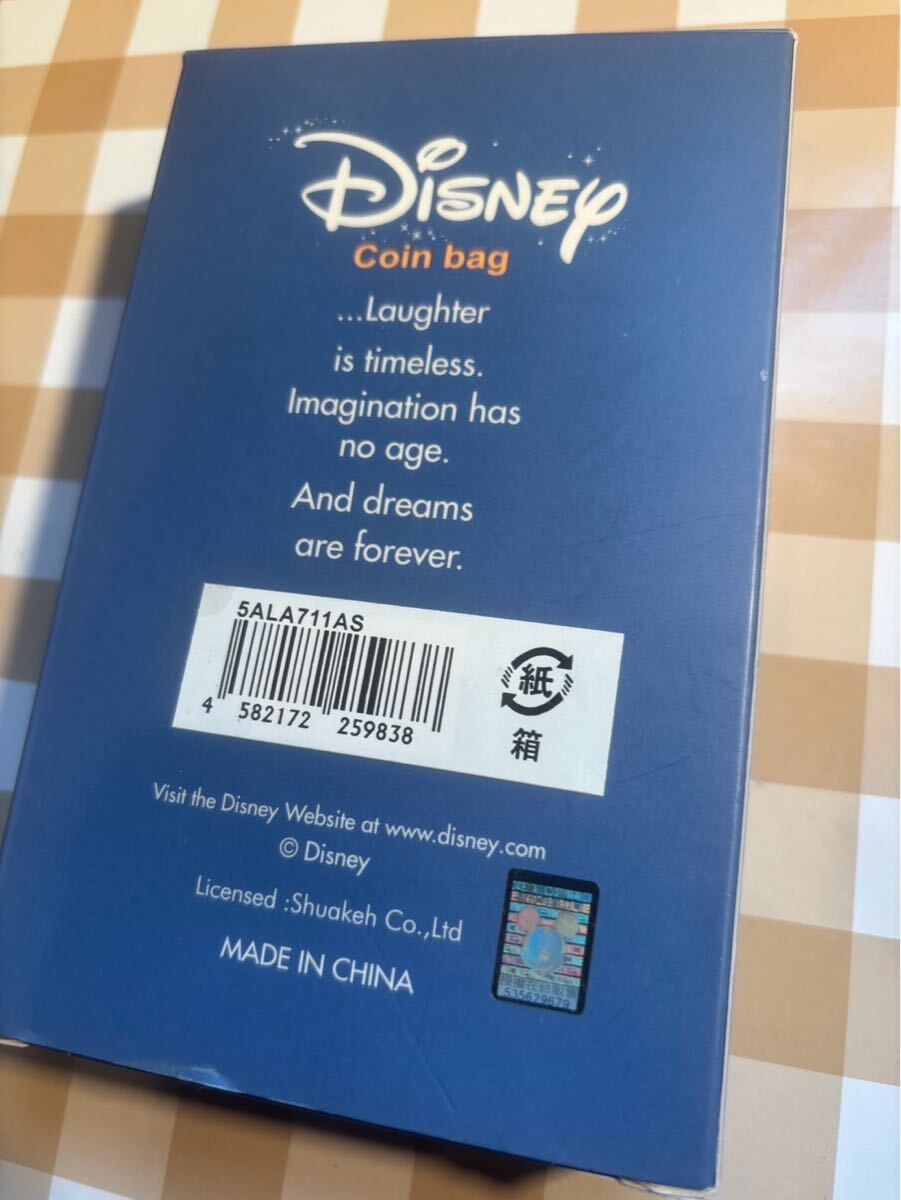 Disney
Coin bag
...Laughter
is timeless.
Imagination has
no age.
And dreams
are forever.
5ALA711AS
4 582172 259838
紙
箱
Visit the Disney Website at www.disney.com
© Disney
Licensed :Shuakeh Co.,Ltd
MADE IN CHINA
535629679